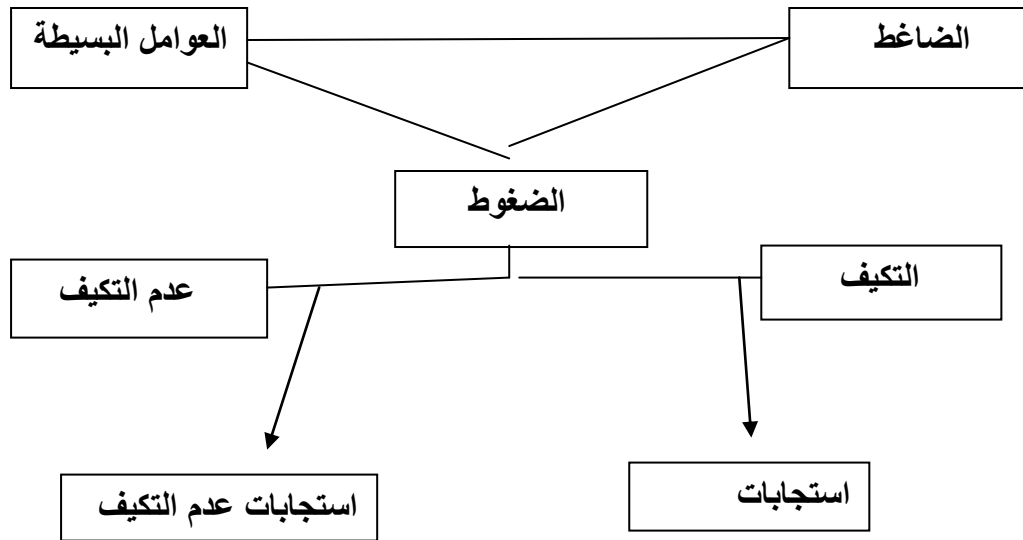 الضاغط
العوامل البسيطة
الضغوط
التكيف
عدم التكيف
استجابات
استجابات عدم التكيف